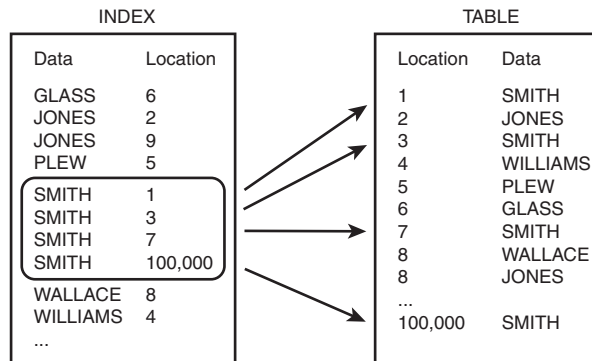 INDEX
Data Location
GLASS 6
JONES 2
JONES 9
PLEW 5
SMITH 1
SMITH 3
SMITH 7
SMITH 100,000
WALLACE 8
WILLIAMS 4
...
TABLE
Location Data
1 SMITH
2 JONES
3 SMITH
4 WILLIAMS
5 PLEW
6 GLASS
7 SMITH
8 WALLACE
8 JONES
...
100,000 SMITH